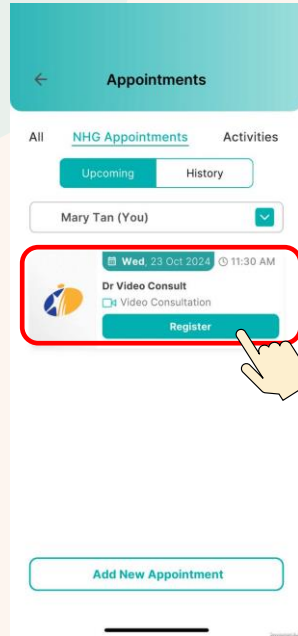 Appointments
All NHG Appointments Activities
Upcoming History
Mary Tan (You)
Wed, 23 Oct 2024 11:30 AM
Dr Video Consult
Video Consultation
Register
Add New Appointment